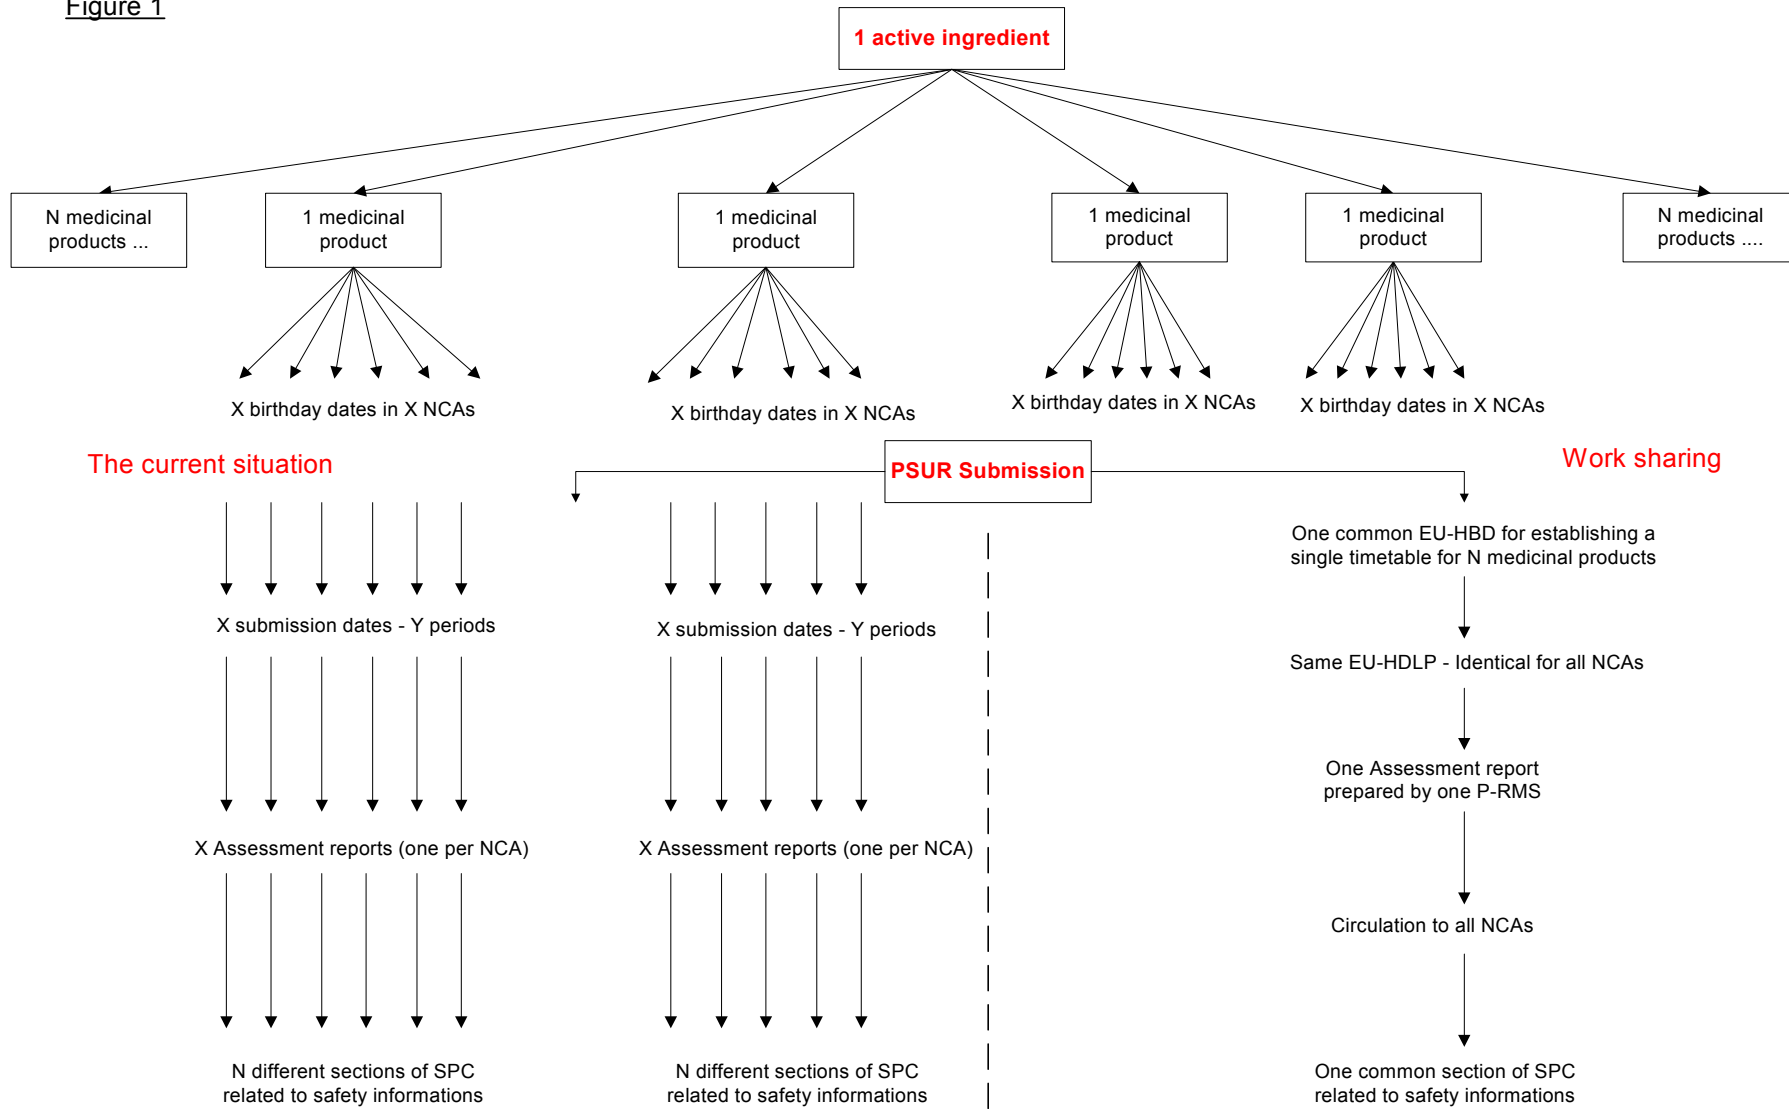 Figure 1
1 active ingredient
N medicinal
products ...
1 medicinal
product
1 medicinal
product
1 medicinal
product
1 medicinal
product
N medicinal
products ....
X birthday dates in X NCAs
X birthday dates in X NCAs
X birthday dates in X NCAs
X birthday dates in X NCAs
The current situation
PSUR Submission
Work sharing
X submission dates - Y periods
X Assessment reports (one per NCA)
N different sections of SPC
related to safety informations
X submission dates - Y periods
X Assessment reports (one per NCA)
N different sections of SPC
related to safety informations
One common EU-HBD for establishing a
single timetable for N medicinal products
Same EU-HDLP - Identical for all NCAs
One Assessment report
prepared by one P-RMS
Circulation to all NCAs
One common section of SPC
related to safety informations